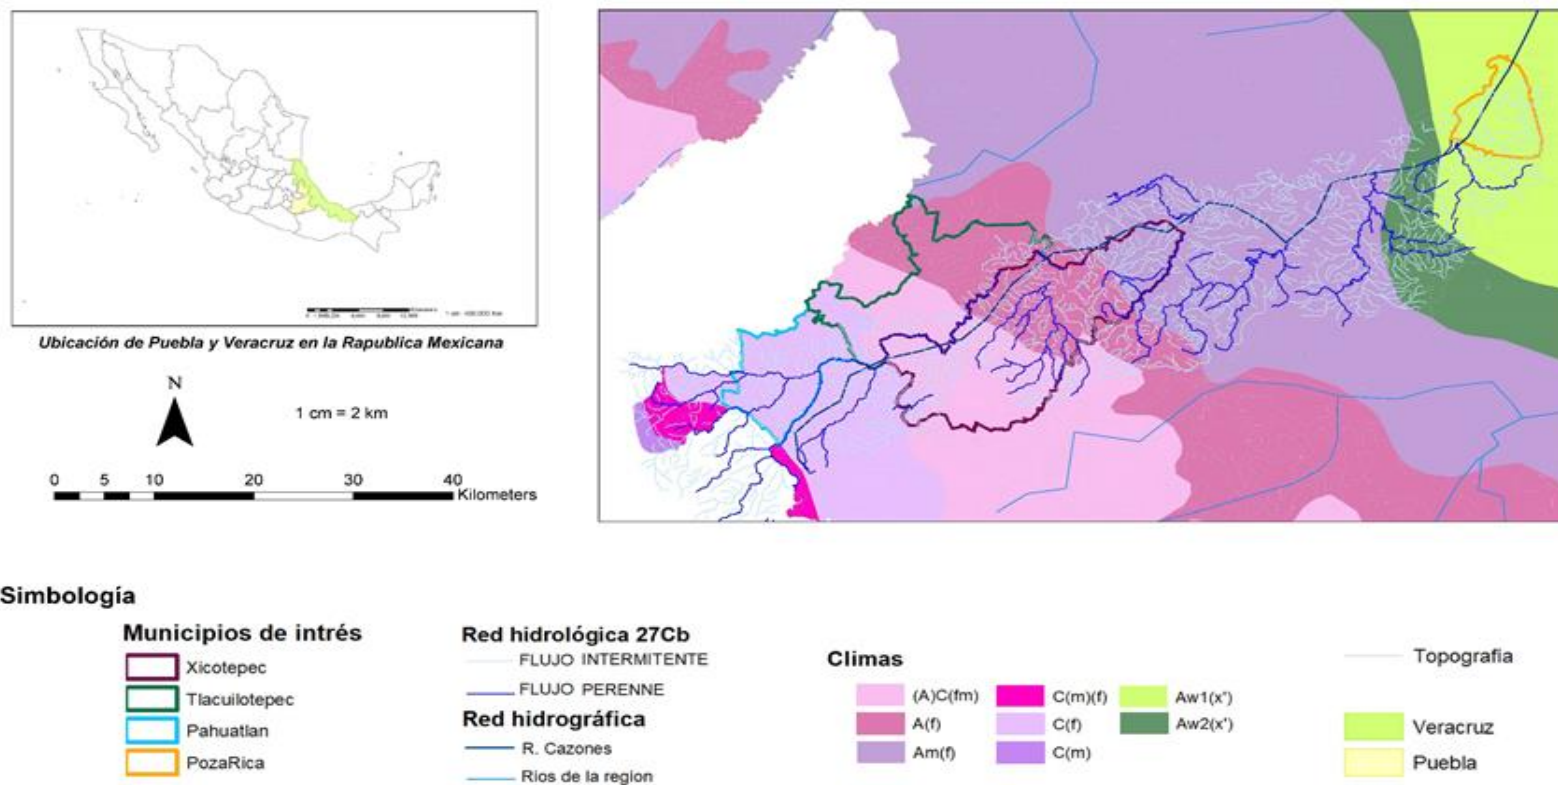 Ubicación de Puebla y Veracruz en la Rapublica Mexicana
N
1 cm = 2 km
0 5 10 20 30 40
Kilometers
Simbología
Municipios de intrés
Xicotepec
Tlacuilotepec
Pahuatlan
PozaRica
Red hidrológica 27Cb
FLUJO INTERMITENTE
FLUJO PERENNE
Red hidrográfica
R. Cazones
Rios de la region
Climas
(A)C(fm)
A(f)
Am(f)
C(m)(f)
C(f)
C(m)
Aw1(x')
Aw2(x')
Topografia
Veracruz
Puebla